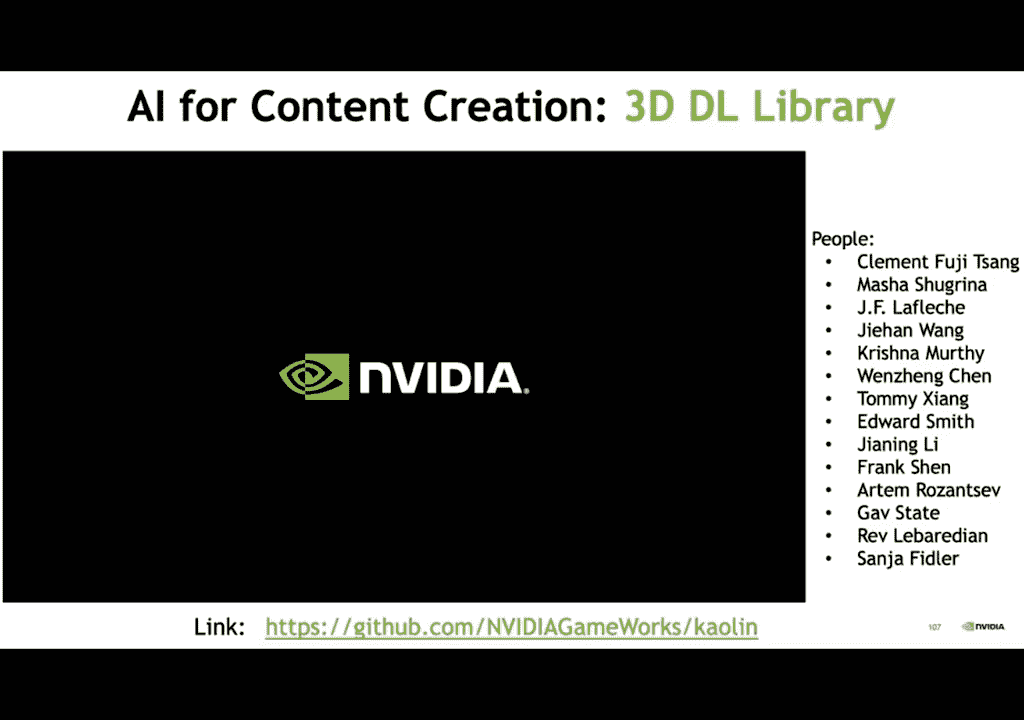 AI for Content Creation: 3D DL Library
NVIDIA.
People:
• Clement Fuji Tsang
• Masha Shugrina
• J.F. Lafleche
• Jiehan Wang
• Krishna Murthy
• Wenzheng Chen
• Tommy Xiang
• Edward Smith
• Jianing Li
• Frank Shen
• Artem Rozantsev
• Gav State
• Rev Lebaredian
• Sanja Fidler
Link: https://github.com/NVIDIAGameWorks/kaolin
107 NVIDIA.